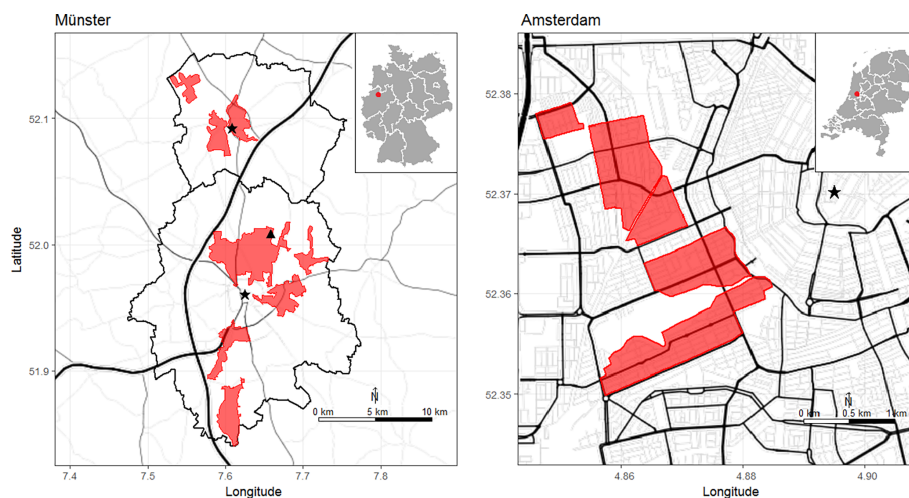 Münster
Amsterdam
Latitude
52.1
52.0
51.9
7.4
7.5
7.6
7.7
7.8
Longitude
N
0 km
5 km
10 km
52.38
52.37
52.36
52.35
4.86
4.88
4.90
Longitude
N
0 km
0.5 km
1 km